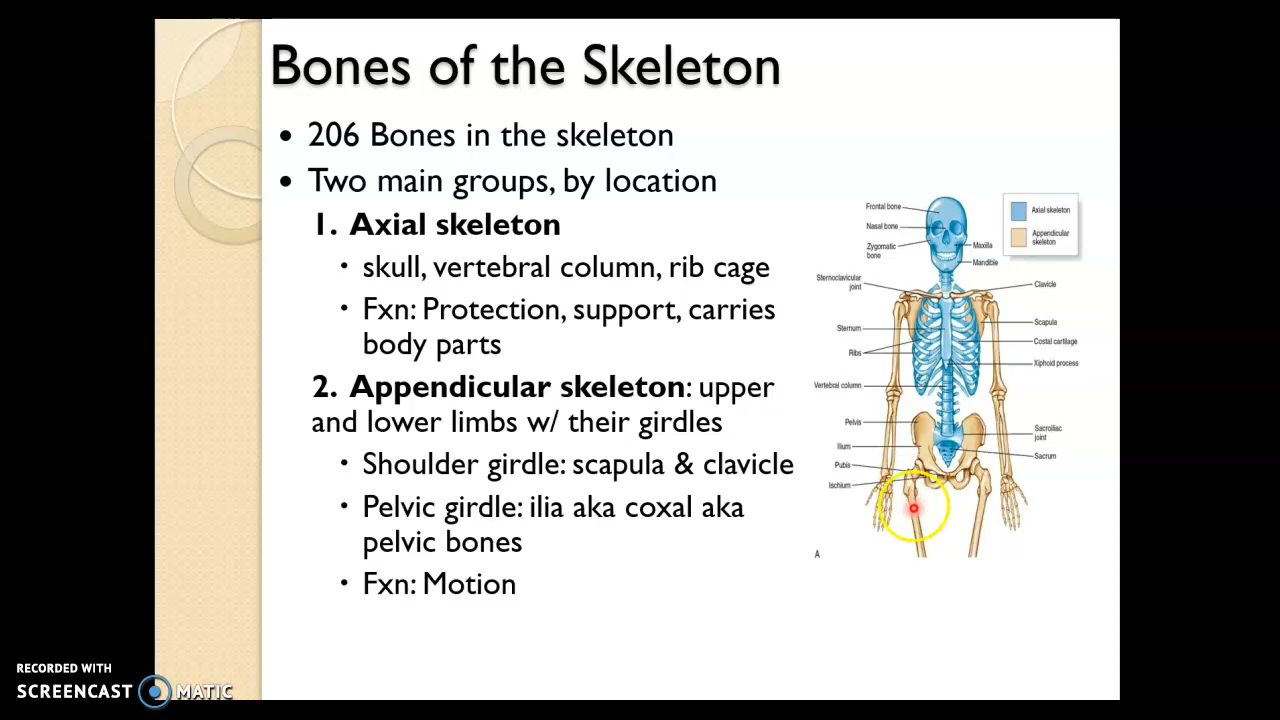 Bones of the Skeleton
• 206 Bones in the skeleton
• Two main groups, by location
1. Axial skeleton
• skull, vertebral column, rib cage
• Fxn: Protection, support, carries
body parts
2. Appendicular skeleton: upper
and lower limbs w/ their girdles
• Shoulder girdle: scapula & clavicle
• Pelvic girdle: ilia aka coxal aka
pelvic bones
• Fxn: Motion
Frontal bone
Nasal bone
Zygomatic
bone
Sternoclavicular
joint
Sternum
Ribs
Vertebral column
Pelvis
Ilium
Pubis
Ischium
A
Axial skeleton
Appendicular
skeleton
Maxilla
Mandible
Clavicle
Scapula
Costal cartilage
Xiphoid process
Sacroiliac
joint
Sacrum
RECORDED WITH
SCREENCAST MATIC